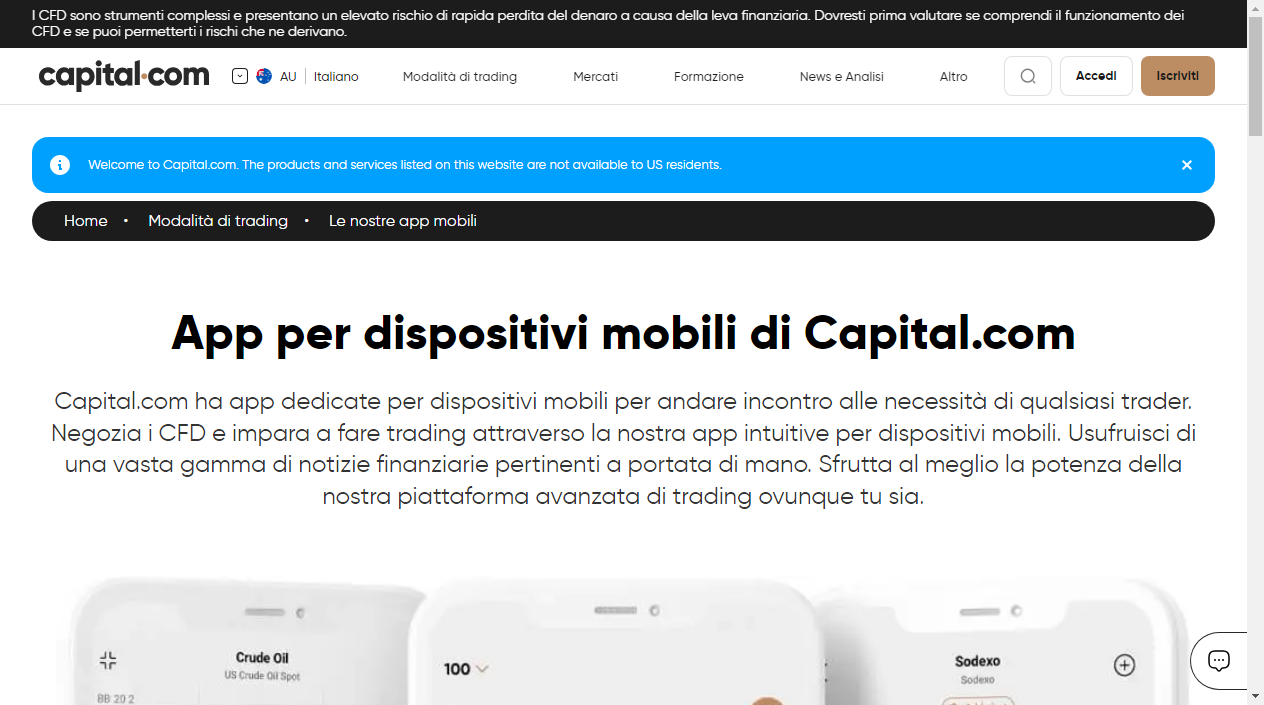 I CFD sono strumenti complessi e presentano un elevato rischio di rapida perdita del denaro a causa della leva finanziaria. Dovresti prima valutare se comprendi il funzionamento dei
CFD e se puoi permetterti i rischi che ne derivano.
capital.com AU Italiano Modalità di trading Mercati Formazione News e Analisi Altro Accedi Iscriviti
Welcome to Capital.com. The products and services listed on this website are not available to US residents.
Home • Modalità di trading • Le nostre app mobili
App per dispositivi mobili di Capital.com
Capital.com ha app dedicate per dispositivi mobili per andare incontro alle necessità di qualsiasi trader.
Negozia i CFD e impara a fare trading attraverso la nostra app intuitive per dispositivi mobili. Usufruisci di
una vasta gamma di notizie finanziarie pertinenti a portata di mano. Sfrutta al meglio la potenza della
nostra piattaforma avanzata di trading ovunque tu sia.
Crude Oil
US Crude Oil Spot
BB 20 2
100
Sodexo
Sodexo